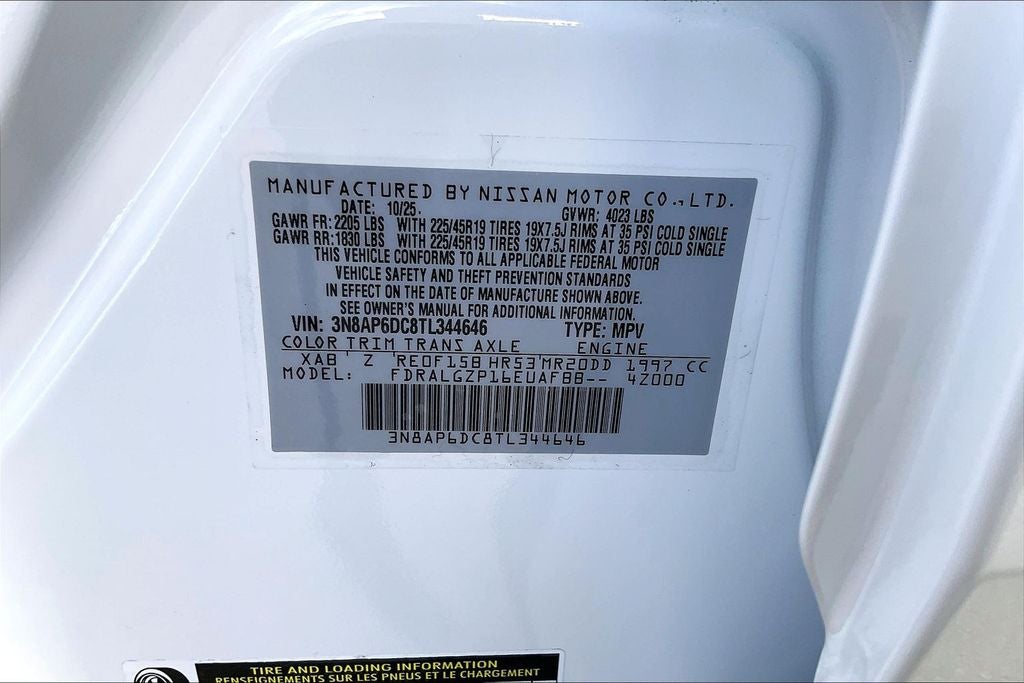 MANUFACTURED BY NISSAN MOTOR CO., LTD.
DATE: 10/25. GVWR: 4023 LBS
GAWR FR: 2205 LBS WITH 225/45R19 TIRES 19X7.5J RIMS AT 35 PSI COLD SINGLE
GAWR RR: 1830 LBS WITH 225/45R19 TIRES 19X7.5J RIMS AT 35 PSI COLD SINGLE
THIS VEHICLE CONFORMS TO ALL APPLICABLE FEDERAL MOTOR
VEHICLE SAFETY AND THEFT PREVENTION STANDARDS
IN EFFECT ON THE DATE OF MANUFACTURE SHOWN ABOVE.
SEE OWNER'S MANUAL FOR ADDITIONAL INFORMATION.
VIN: 3N8AP6DC8TL344646 TYPE: MPV
COLOR TRIM TRANS AXLE ENGINE
XAB Z RE0F15B HR53 MR20DD 1997 CC
MODEL: FDRALGZP16EUAFBB-- 4Z000
3N8AP6DC8TL344646
TIRE AND LOADING INFORMATION
RENSEIGNEMENTS SUR LES PNEUS ET LE CHARGEMENT